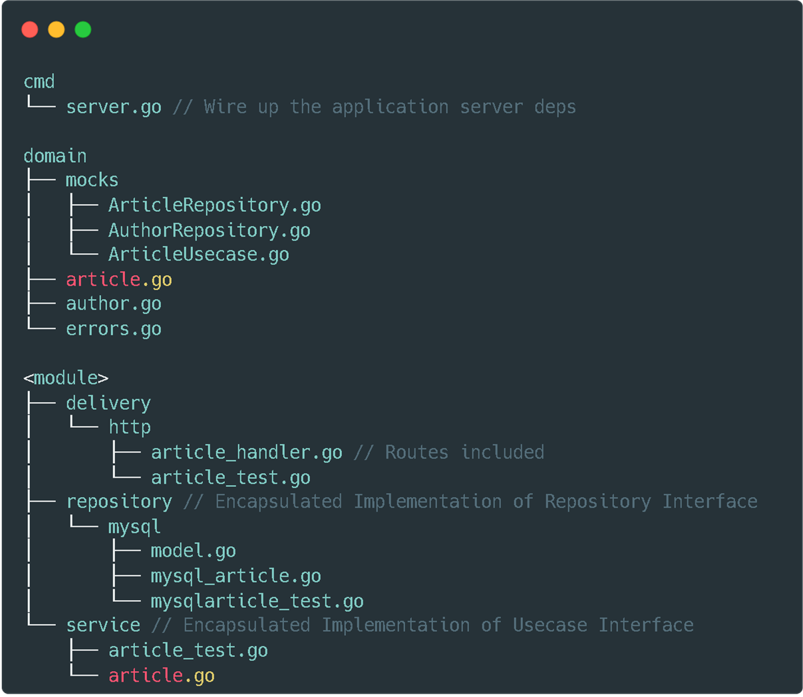 cmd
└── server.go // Wire up the application server deps
domain
├── mocks
│   ├── ArticleRepository.go
│   ├── AuthorRepository.go
│   └── ArticleUsecase.go
├── article.go
├── author.go
└── errors.go
<module>
├── delivery
│   └── http
│       ├── article_handler.go // Routes included
│       └── article_test.go
├── repository // Encapsulated Implementation of Repository Interface
│   └── mysql
│       ├── model.go
│       ├── mysql_article.go
│       └── mysqlarticle_test.go
└── service // Encapsulated Implementation of Usecase Interface
    ├── article_test.go
    └── article.go